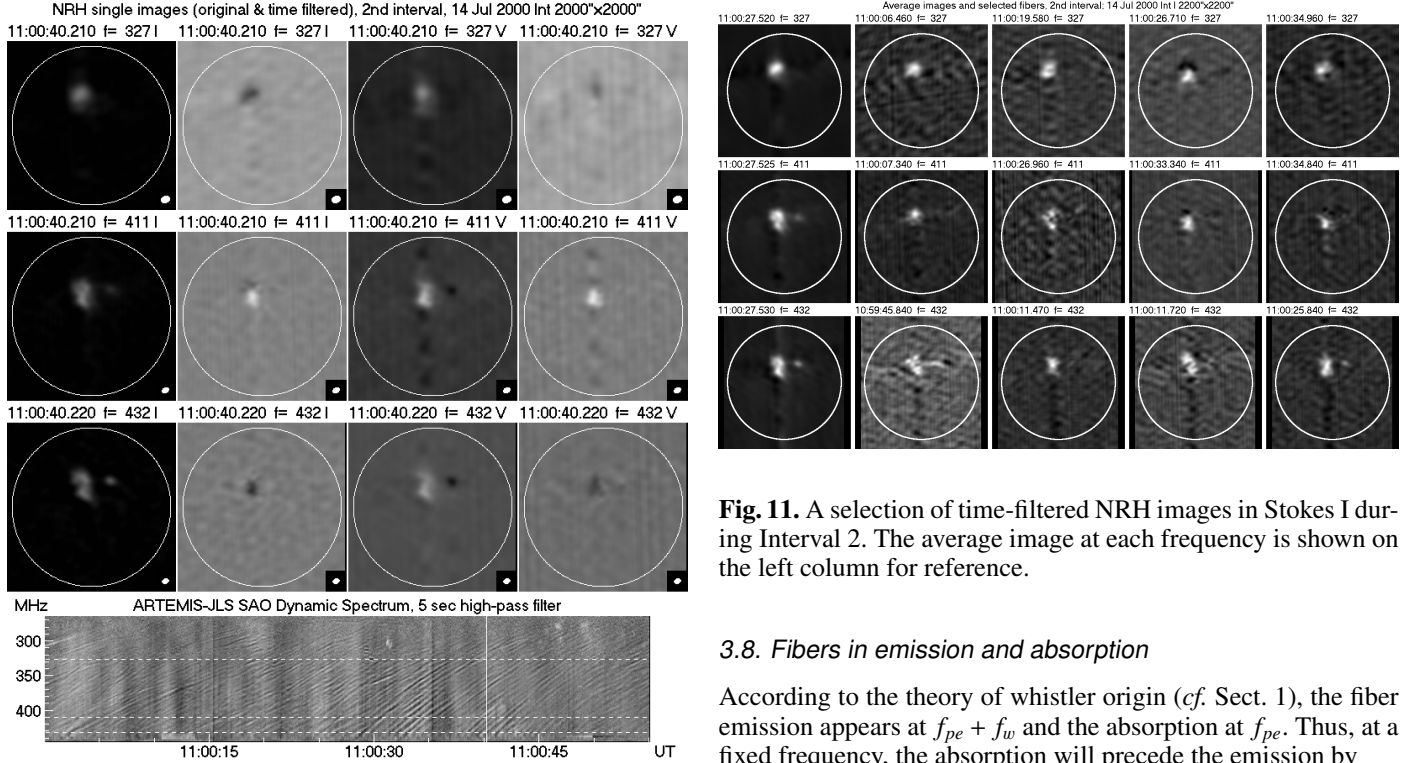 NRH single images (original & time filtered), 2nd interval, 14 Jul 2000 Int 2000"x2000"
11:00:40.210 f= 327 I 11:00:40.210 f= 327 I 11:00:40.210 f= 327 V 11:00:40.210 f= 327 V
11:00:40.210 f= 411 I 11:00:40.210 f= 411 I 11:00:40.210 f= 411 V 11:00:40.210 f= 411 V
11:00:40.220 f= 432 I 11:00:40.220 f= 432 I 11:00:40.220 f= 432 V 11:00:40.220 f= 432 V
MHz ARTEMIS-JLS SAO Dynamic Spectrum, 5 sec high-pass filter
300
350
400
11:00:15 11:00:30 11:00:45 UT
Average images and selected fibers, 2nd interval: 14 Jul 2000 Int I 2200"x2200"
11:00:27.520 f= 327 11:00:06.460 f= 327 11:00:19.580 f= 327 11:00:26.710 f= 327 11:00:34.960 f= 327
11:00:27.525 f= 411 11:00:07.340 f= 411 11:00:26.960 f= 411 11:00:33.340 f= 411 11:00:34.840 f= 411
11:00:27.530 f= 432 10:59:45.840 f= 432 11:00:11.470 f= 432 11:00:11.720 f= 432 11:00:25.840 f= 432
Fig. 11. A selection of time-filtered NRH images in Stokes I dur-
ing Interval 2. The average image at each frequency is shown on
the left column for reference.
3.8. Fibers in emission and absorption
According to the theory of whistler origin (cf. Sect. 1), the fiber
emission appears at fpe + fw and the absorption at fpe. Thus, at a
fixed frequency, the absorption will precede the emission by